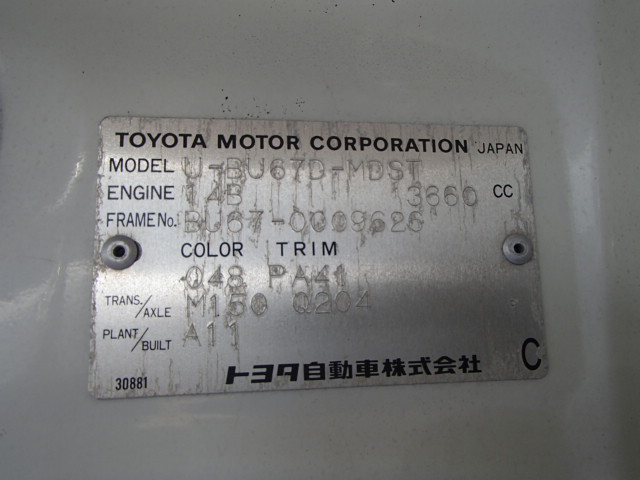 TOYOTA MOTOR CORPORATION JAPAN
MODEL U-BU67D-MDST
ENGINE 14B 3660 CC
FRAME No. BU67-0009626
COLOR TRIM
048 PA41
TRANS./AXLE M150 Q204
PLANT/BUILT A11
30881 トヨタ自動車株式会社 C